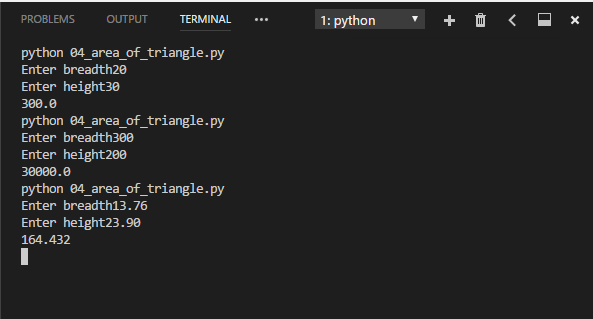 PROBLEMS OUTPUT TERMINAL ••• 1: python
python 04_area_of_triangle.py
Enter breadth20
Enter height30
300.0
python 04_area_of_triangle.py
Enter breadth300
Enter height200
30000.0
python 04_area_of_triangle.py
Enter breadth13.76
Enter height23.90
164.432